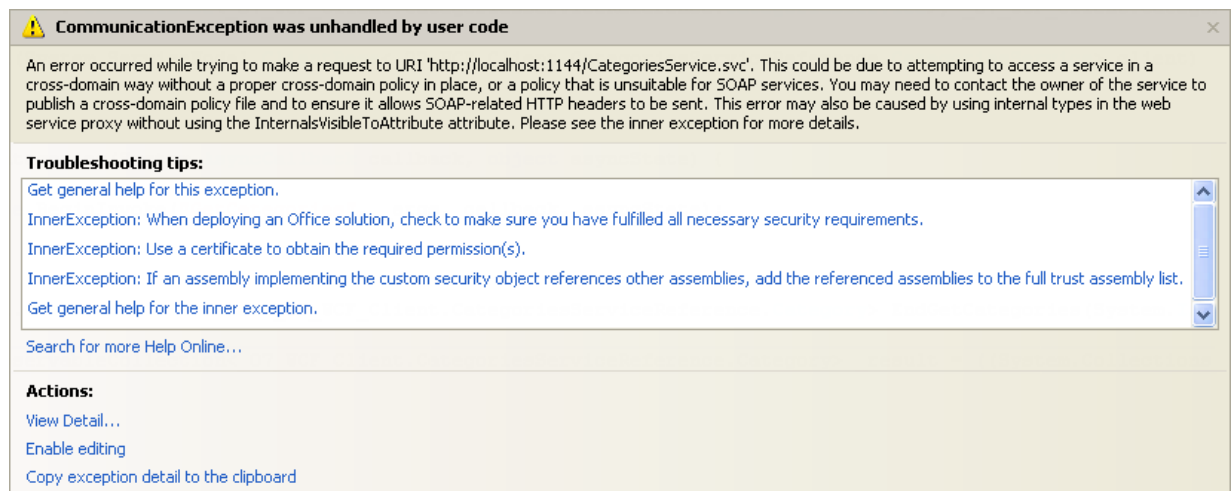 CommunicationException was unhandled by user code
An error occurred while trying to make a request to URI 'http://localhost:1144/CategoriesService.svc'. This could be due to attempting to access a service in a
cross-domain way without a proper cross-domain policy in place, or a policy that is unsuitable for SOAP services. You may need to contact the owner of the service to
publish a cross-domain policy file and to ensure it allows SOAP-related HTTP headers to be sent. This error may also be caused by using internal types in the web
service proxy without using the InternalsVisibleToAttribute attribute. Please see the inner exception for more details.
Troubleshooting tips:
Get general help for this exception.
InnerException: When deploying an Office solution, check to make sure you have fulfilled all necessary security requirements.
InnerException: Use a certificate to obtain the required permission(s).
InnerException: If an assembly implementing the custom security object references other assemblies, add the referenced assemblies to the full trust assembly list.
Get general help for the inner exception.
Search for more Help Online...
Actions:
View Detail...
Enable editing
Copy exception detail to the clipboard